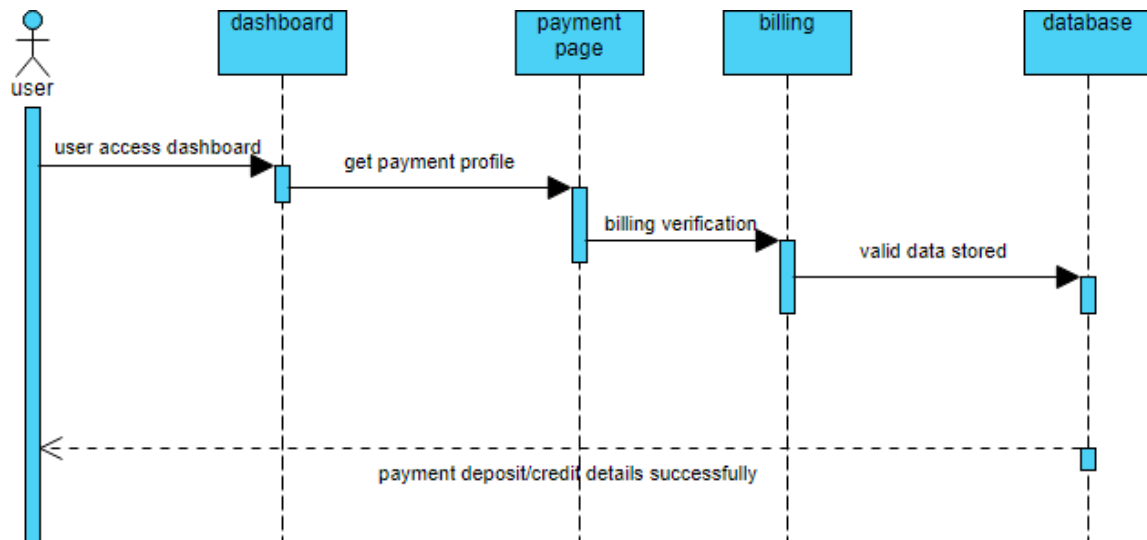 dashboard
payment
page
billing
database
user
user access dashboard
get payment profile
billing verification
valid data stored
payment deposit/credit details successfully